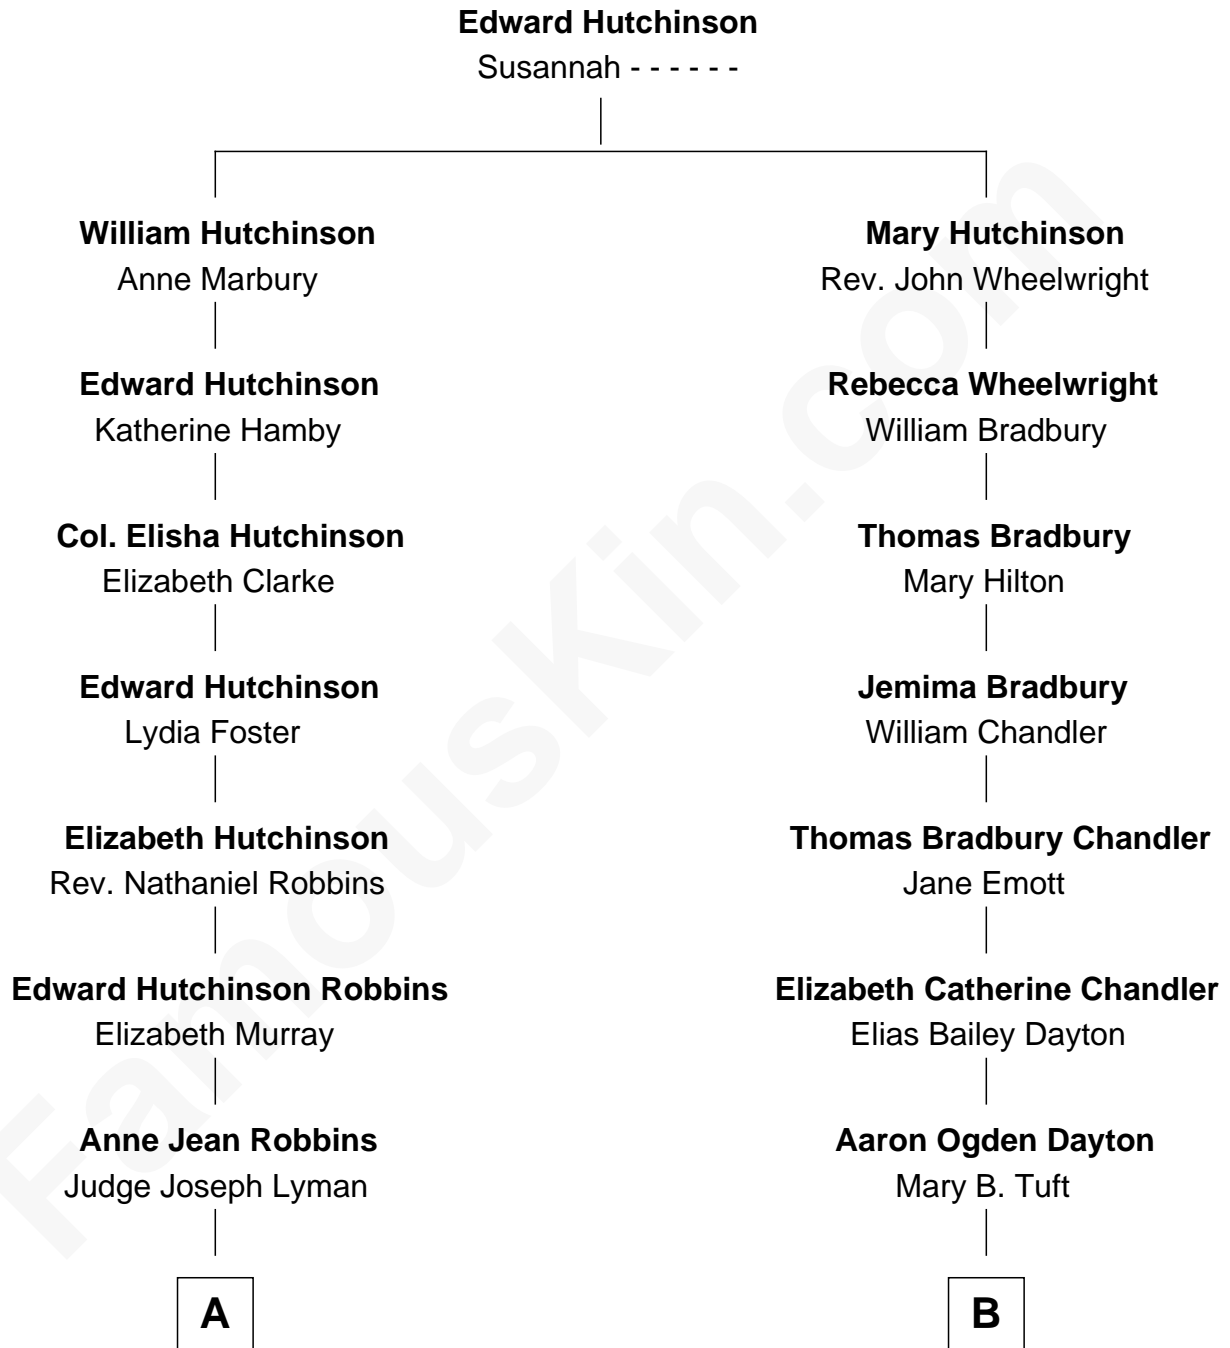 Edward Hutchinson
Susannah - - - - - -
William Hutchinson
Anne Marbury
Mary Hutchinson
Rev. John Wheelwright
Edward Hutchinson
Katherine Hamby
Rebecca Wheelwright
William Bradbury
Col. Elisha Hutchinson
Elizabeth Clarke
Thomas Bradbury
Mary Hilton
Edward Hutchinson
Lydia Foster
Jemima Bradbury
William Chandler
Elizabeth Hutchinson
Rev. Nathaniel Robbins
Thomas Bradbury Chandler
Jane Emott
Edward Hutchinson Robbins
Elizabeth Murray
Elizabeth Catherine Chandler
Elias Bailey Dayton
Anne Jean Robbins
Judge Joseph Lyman
Aaron Ogden Dayton
Mary B. Tuft
A
B
FamousKin.com